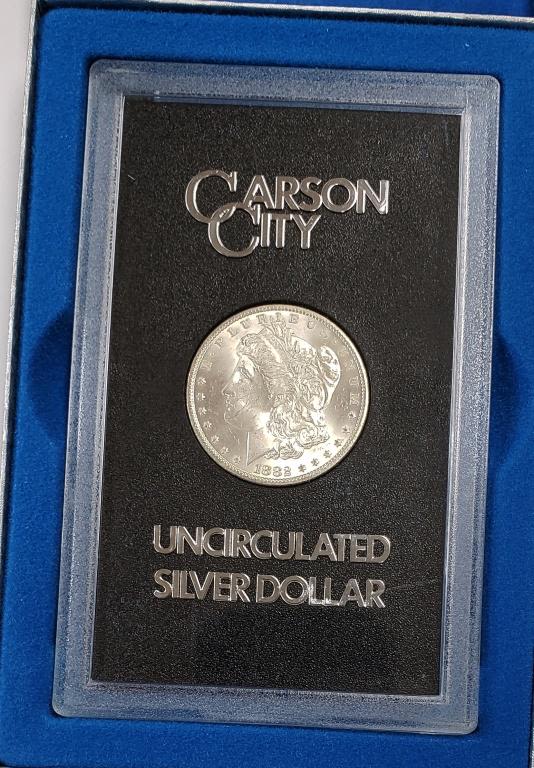 CARSON
CITY
E · PLURIBUS · UNUM
1882
UNCIRCULATED
SILVER DOLLAR